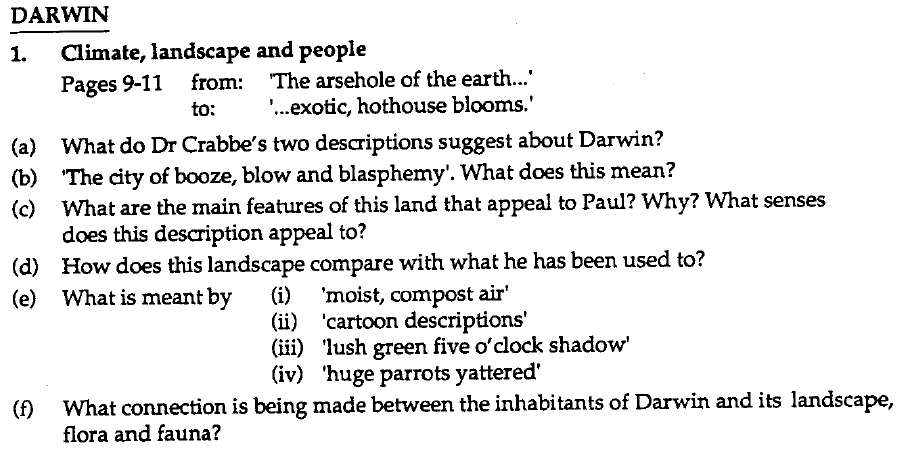 DARWIN
1. Climate, landscape and people
Pages 9-11 from: 'The arsehole of the earth...'
to: '...exotic, hothouse blooms.'
(a) What do Dr Crabbe's two descriptions suggest about Darwin?
(b) 'The city of booze, blow and blasphemy'. What does this mean?
(c) What are the main features of this land that appeal to Paul? Why? What senses
does this description appeal to?
(d) How does this landscape compare with what he has been used to?
(e) What is meant by (i) 'moist, compost air'
(ii) 'cartoon descriptions'
(iii) 'lush green five o'clock shadow'
(iv) 'huge parrots yattered'
(f) What connection is being made between the inhabitants of Darwin and its landscape,
flora and fauna?